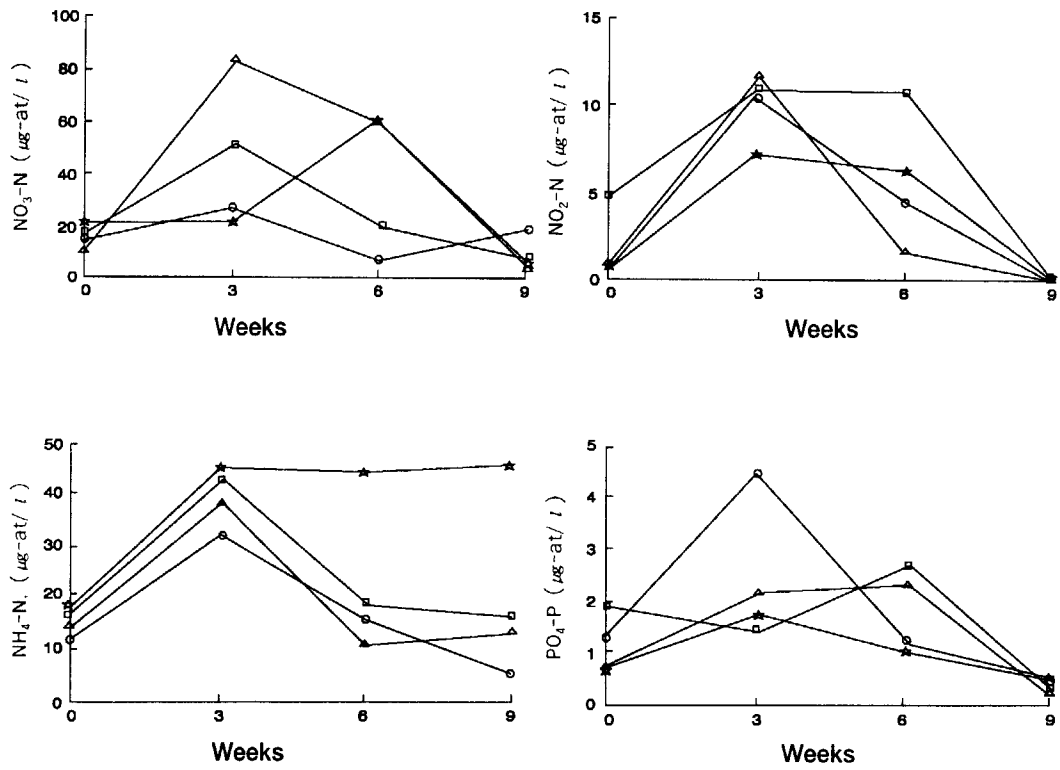 NO₃-N ( μg-at/ l )
100
80
60
40
20
0
0 3 6 9
Weeks
NO₂-N ( μg-at/ l )
15
10
5
0
0 3 6 9
Weeks
NH₄-N, ( μg-at/ l )
50
40
30
20
10
0
0 3 6 9
Weeks
PO₄-P ( μg-at/ l )
5
4
3
2
1
0
0 3 6 9
Weeks